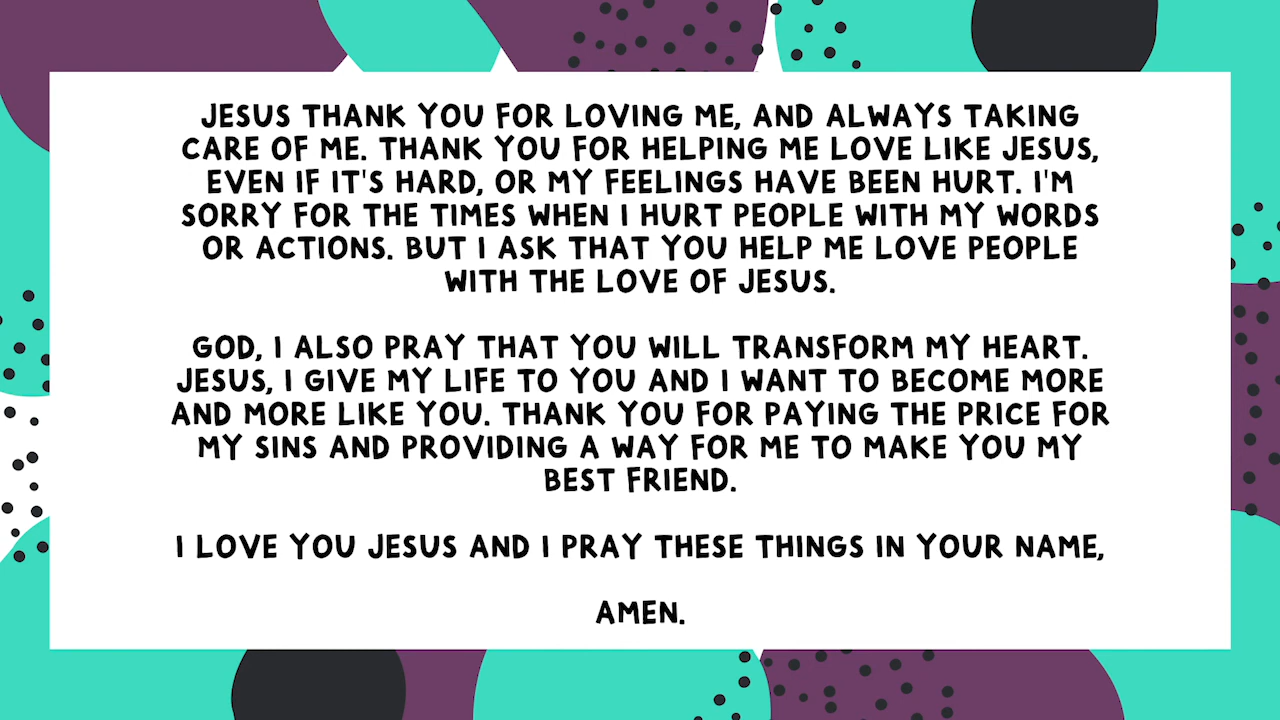 JESUS THANK YOU FOR LOVING ME, AND ALWAYS TAKING
CARE OF ME. THANK YOU FOR HELPING ME LOVE LIKE JESUS,
EVEN IF IT'S HARD, OR MY FEELINGS HAVE BEEN HURT. I'M
SORRY FOR THE TIMES WHEN I HURT PEOPLE WITH MY WORDS
OR ACTIONS. BUT I ASK THAT YOU HELP ME LOVE PEOPLE
WITH THE LOVE OF JESUS.
GOD, I ALSO PRAY THAT YOU WILL TRANSFORM MY HEART.
JESUS, I GIVE MY LIFE TO YOU AND I WANT TO BECOME MORE
AND MORE LIKE YOU. THANK YOU FOR PAYING THE PRICE FOR
MY SINS AND PROVIDING A WAY FOR ME TO MAKE YOU MY
BEST FRIEND.
I LOVE YOU JESUS AND I PRAY THESE THINGS IN YOUR NAME,
AMEN.